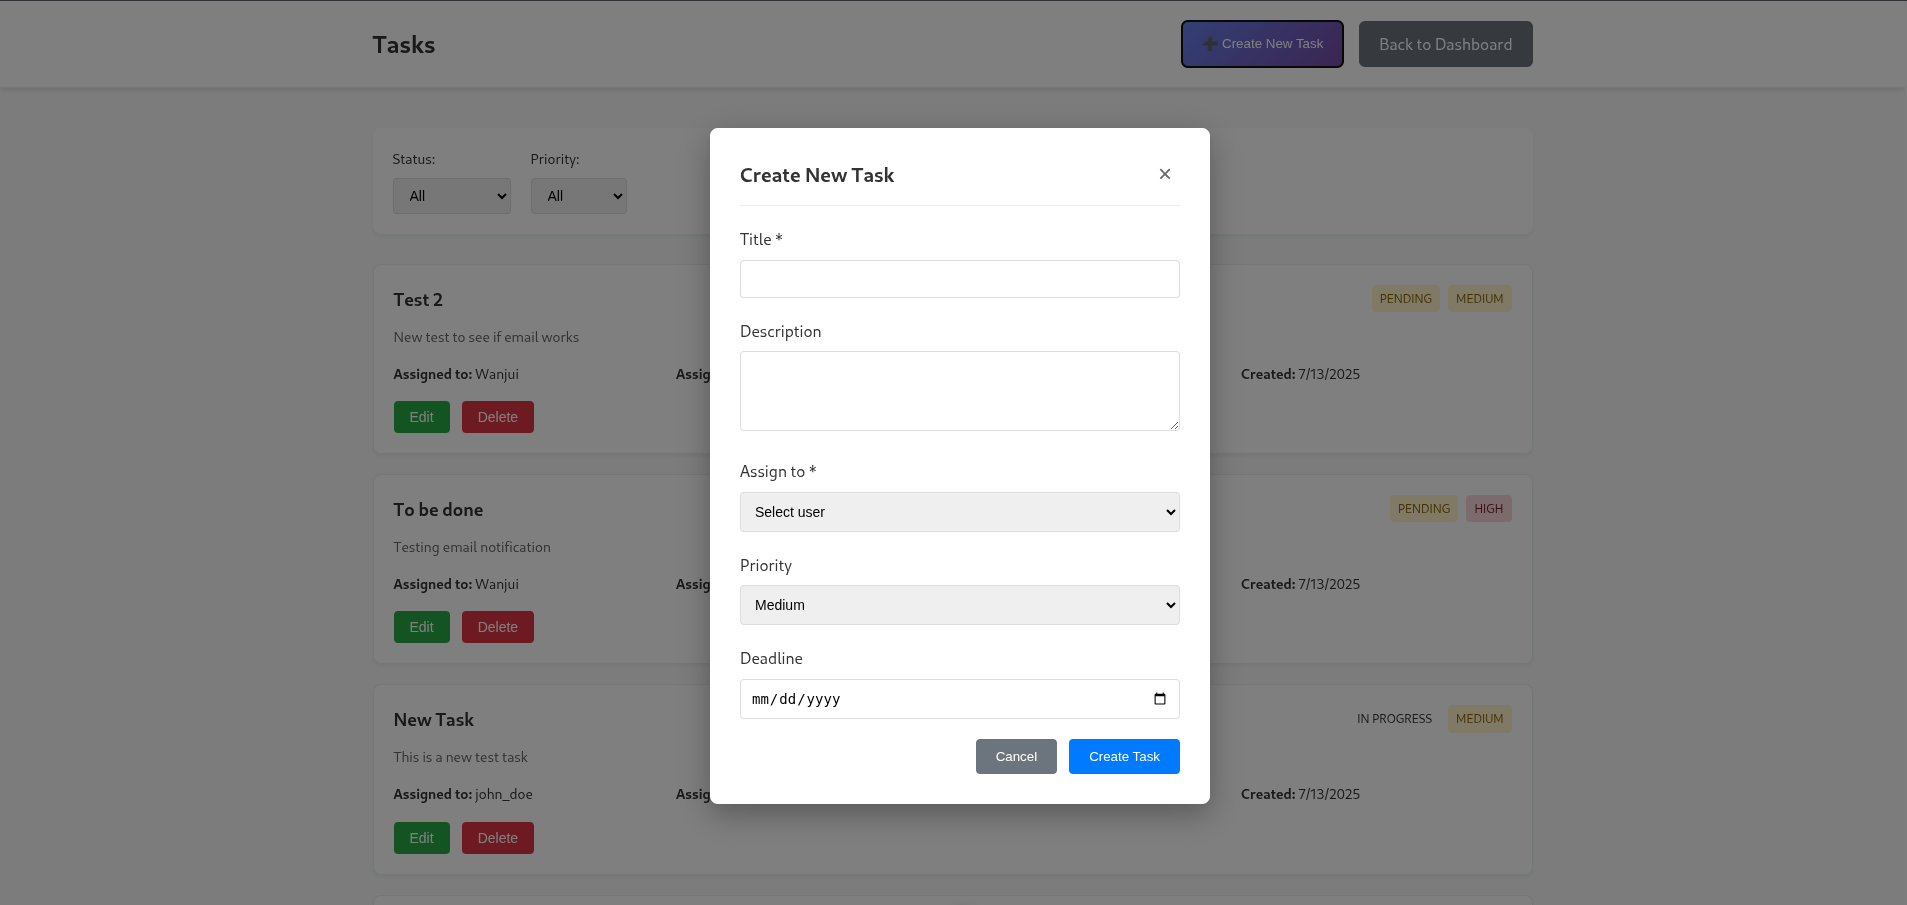 Tasks
➕ Create New Task
Back to Dashboard
Status:
Priority:
All
All
Test 2
PENDING
MEDIUM
New test to see if email works
Assigned to: Wanjui
Assig
Created: 7/13/2025
Edit
Delete
To be done
PENDING
HIGH
Testing email notification
Assigned to: Wanjui
Assig
Created: 7/13/2025
Edit
Delete
New Task
IN PROGRESS
MEDIUM
This is a new test task
Assigned to: john_doe
Assig
Created: 7/13/2025
Edit
Delete
Create New Task
×
Title *
Description
Assign to *
Select user
Priority
Medium
Deadline
mm/dd/yyyy
Cancel
Create Task